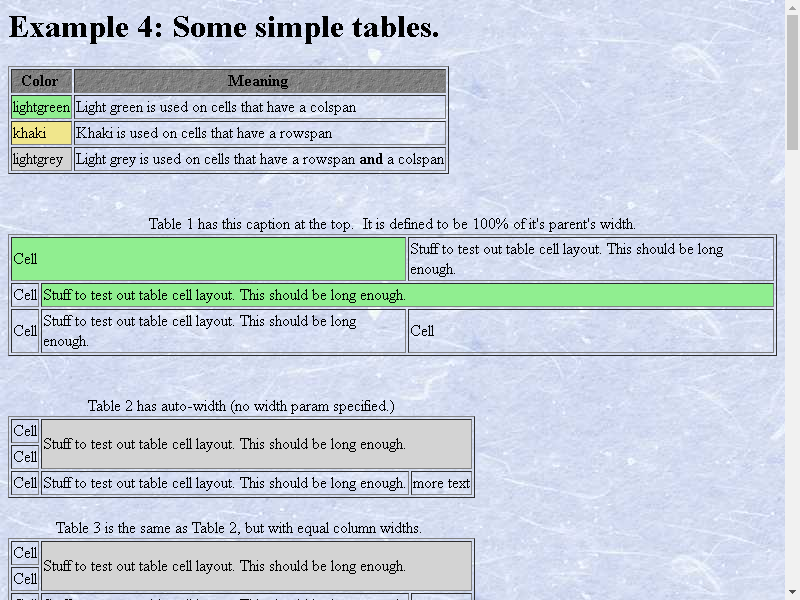 Example 4: Some simple tables.
Color Meaning
lightgreen Light green is used on cells that have a colspan
khaki Khaki is used on cells that have a rowspan
lightgrey Light grey is used on cells that have a rowspan and a colspan
Table 1 has this caption at the top. It is defined to be 100% of it's parent's width.
Cell Stuff to test out table cell layout. This should be long
enough.
Cell Stuff to test out table cell layout. This should be long enough.
Cell Stuff to test out table cell layout. This should be long
enough. Cell
Table 2 has auto-width (no width param specified.)
Cell Stuff to test out table cell layout. This should be long enough.
Cell
Cell Stuff to test out table cell layout. This should be long enough. more text
Table 3 is the same as Table 2, but with equal column widths.
Cell Stuff to test out table cell layout. This should be long enough.
Cell